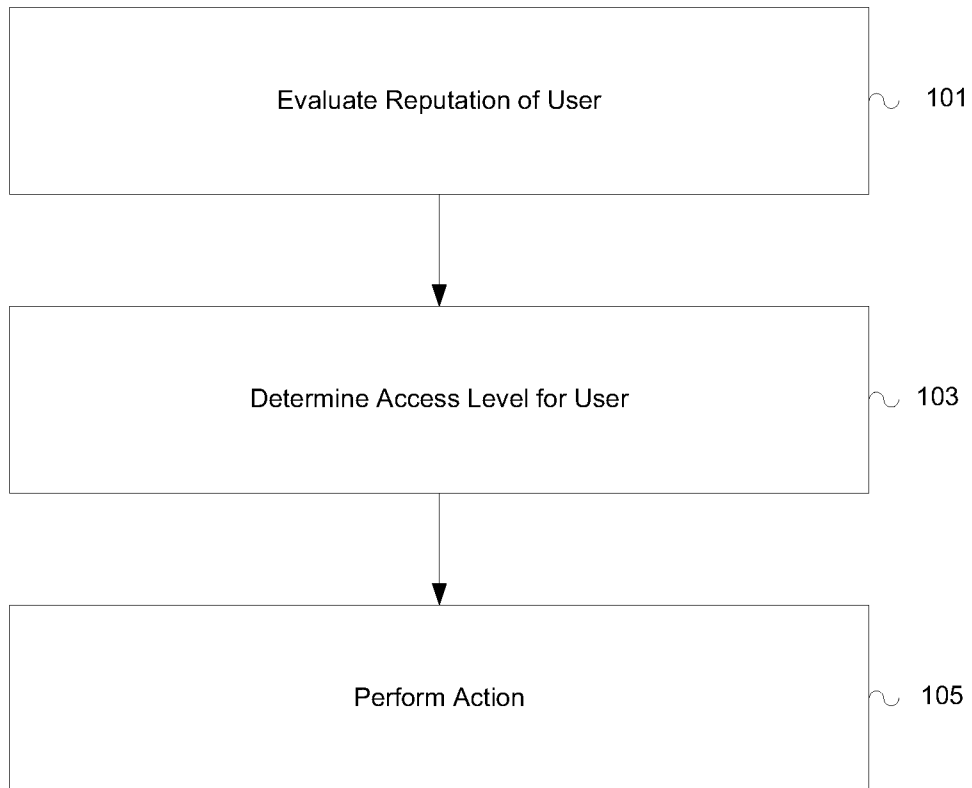 Evaluate Reputation of User
101
Determine Access Level for User
103
Perform Action
105